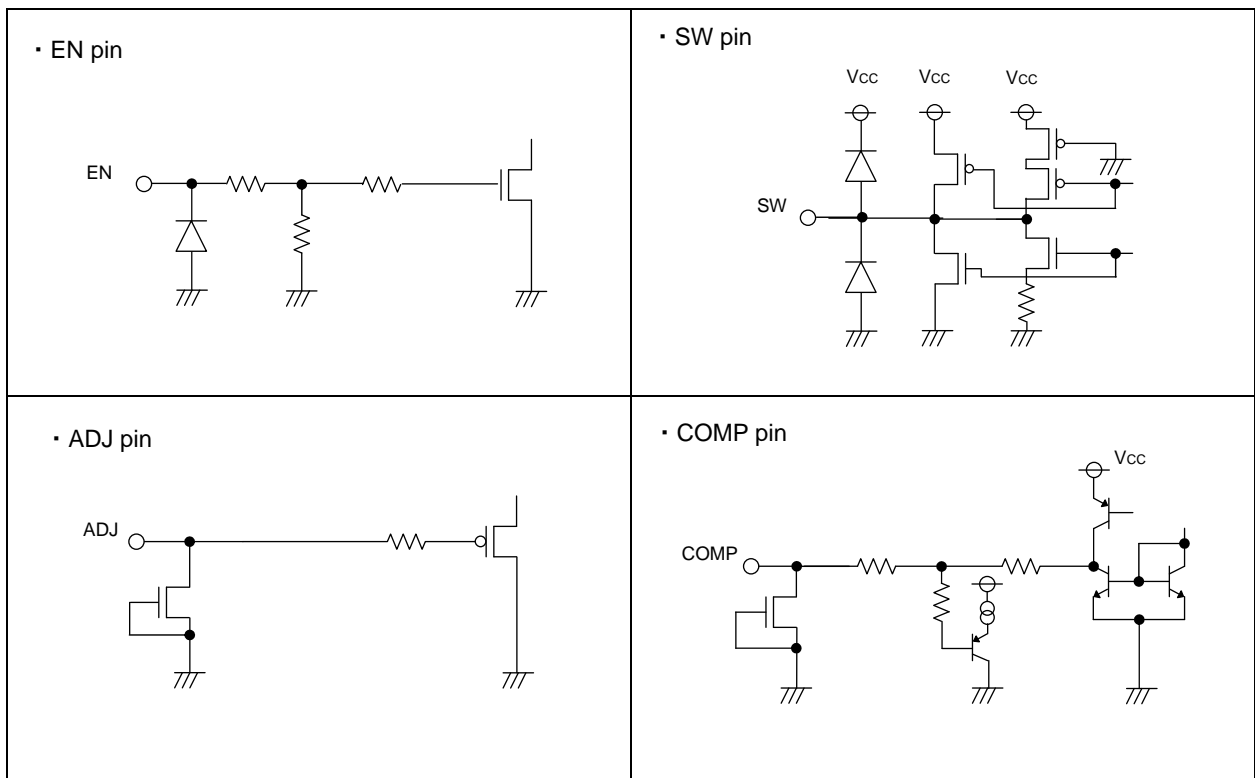 ・EN pin
EN
・SW pin
Vcc Vcc Vcc
SW
・ADJ pin
ADJ
・COMP pin
Vcc
COMP